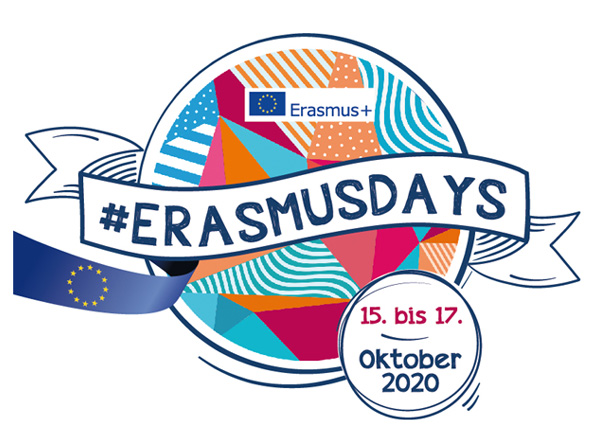 Erasmus+
#ERASMUSDAYS
15. bis 17.
Oktober
2020